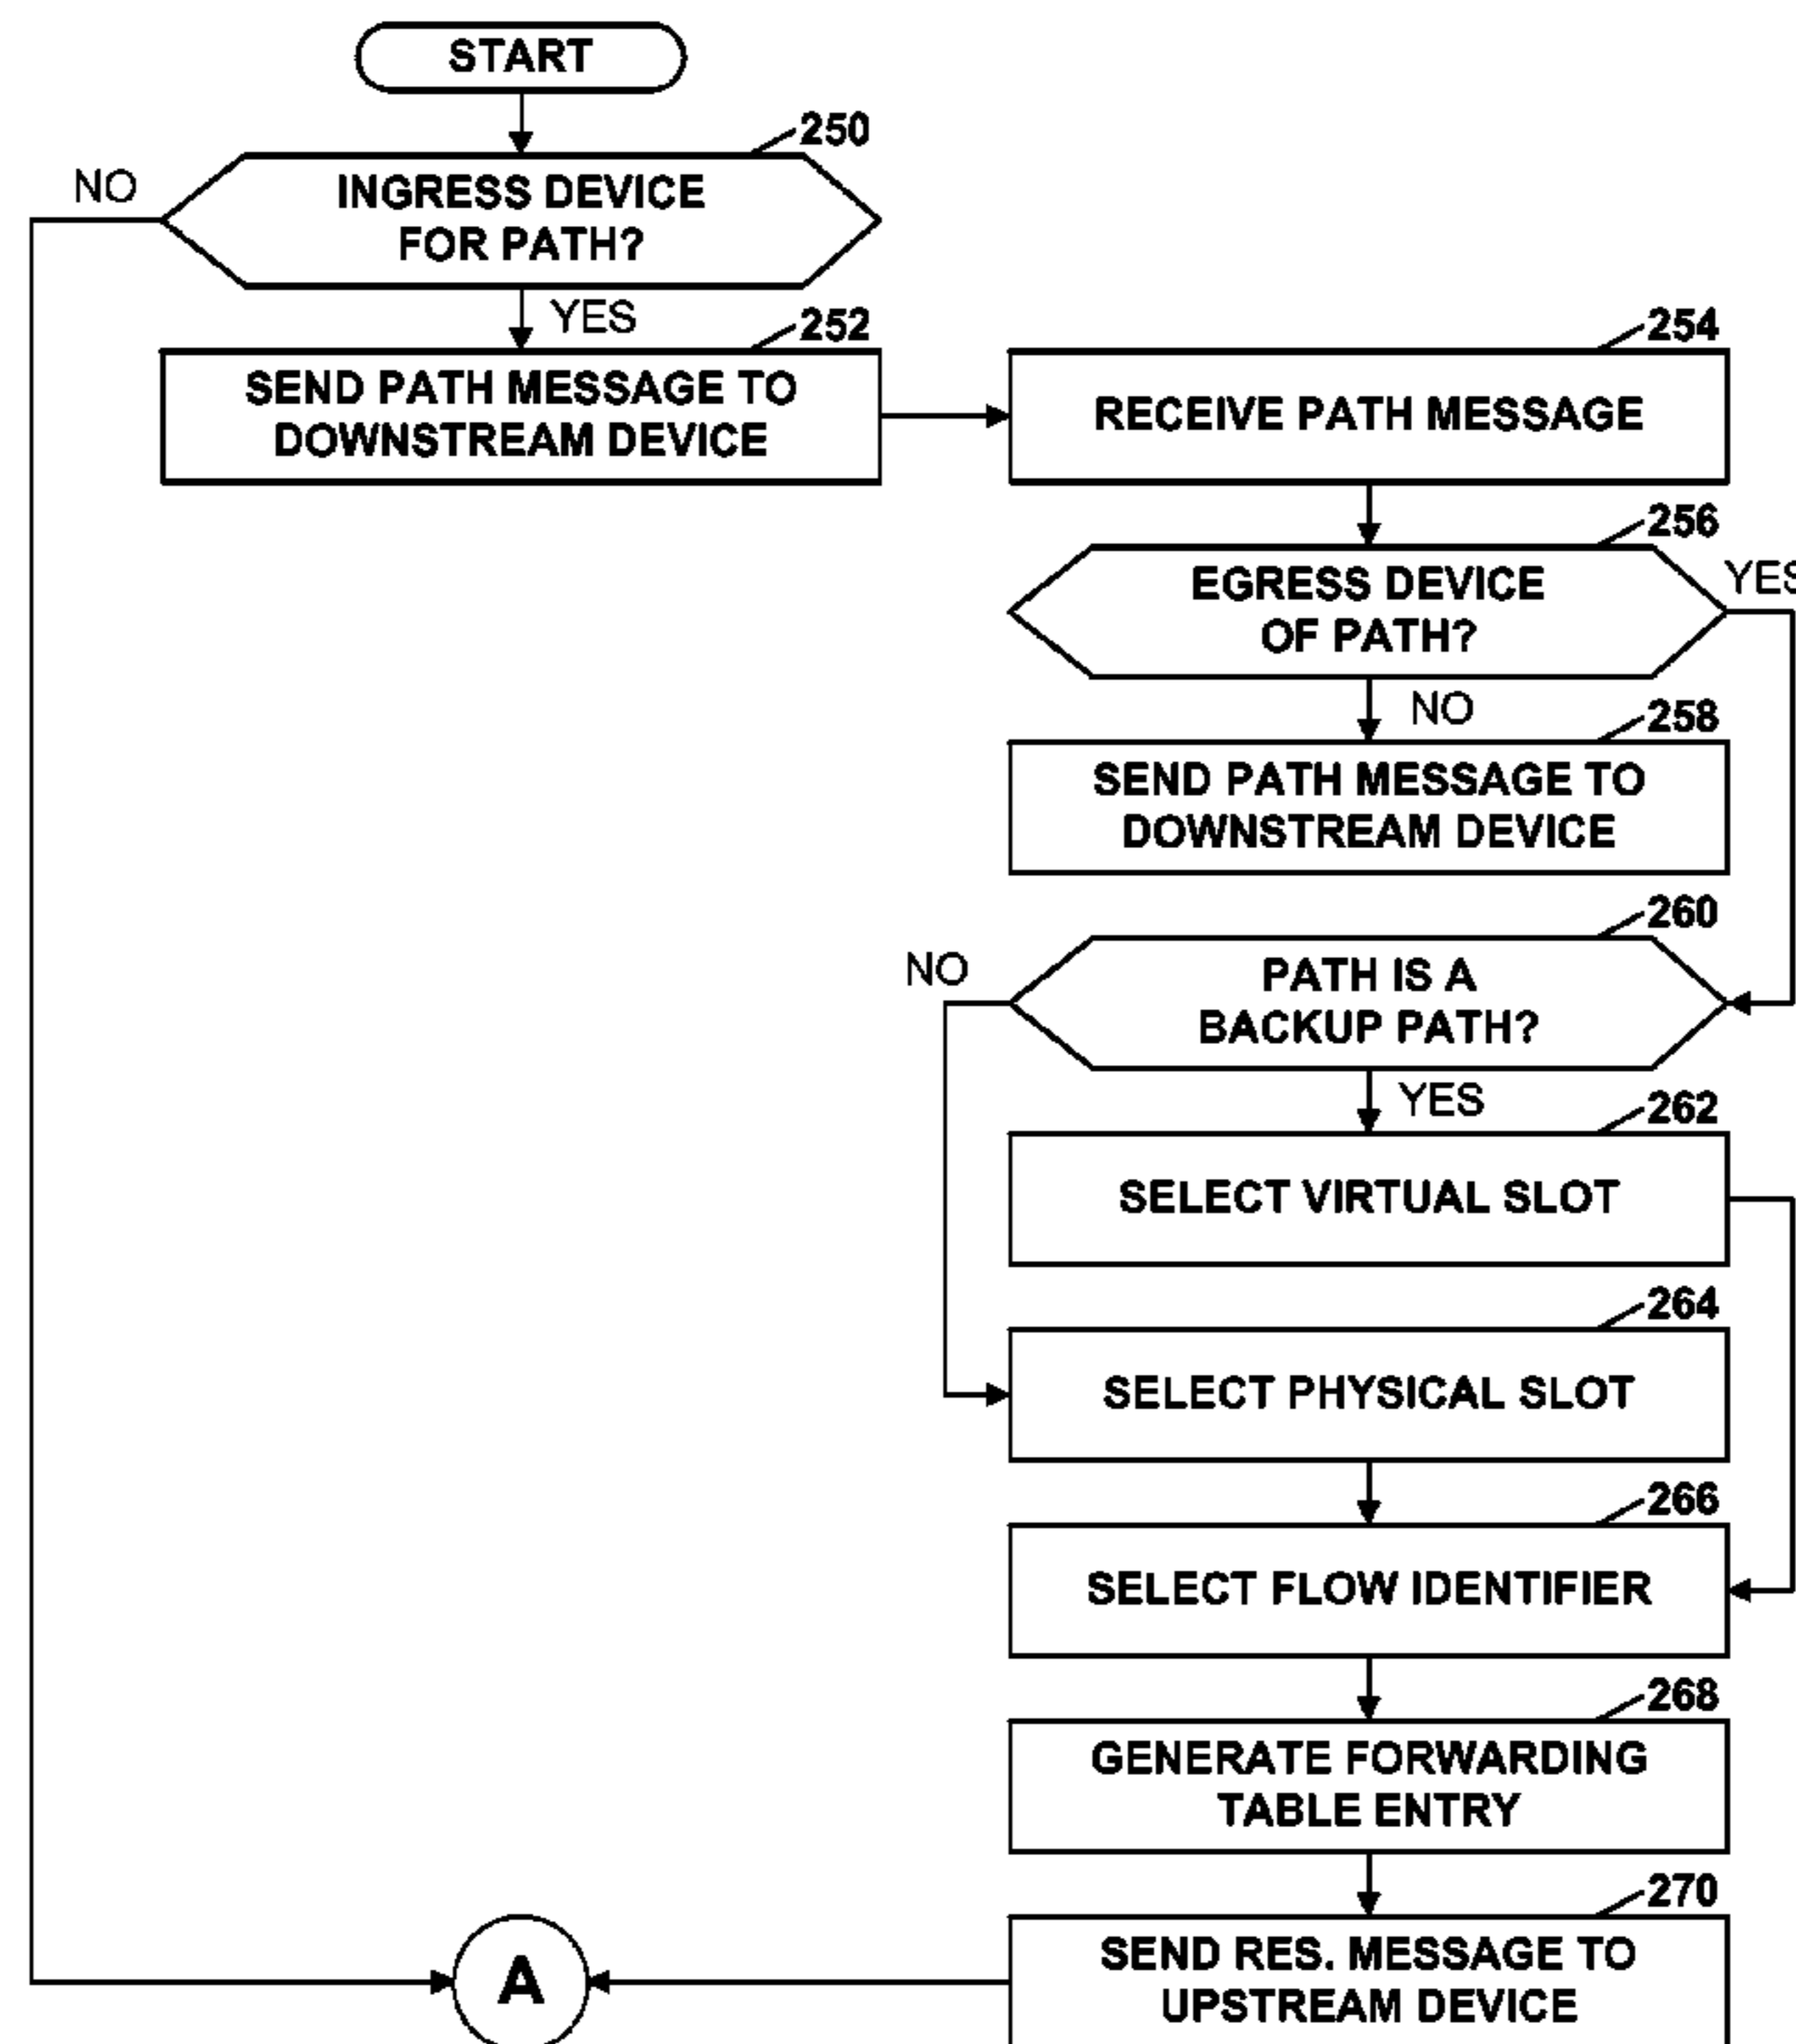 START
250
NO
INGRESS DEVICE
FOR PATH?
YES
252
SEND PATH MESSAGE TO
DOWNSTREAM DEVICE
254
RECEIVE PATH MESSAGE
256
EGRESS DEVICE
OF PATH?
YES
NO
258
SEND PATH MESSAGE TO
DOWNSTREAM DEVICE
260
NO
PATH IS A
BACKUP PATH?
YES
262
SELECT VIRTUAL SLOT
264
SELECT PHYSICAL SLOT
266
SELECT FLOW IDENTIFIER
268
GENERATE FORWARDING
TABLE ENTRY
270
SEND RES. MESSAGE TO
UPSTREAM DEVICE
A